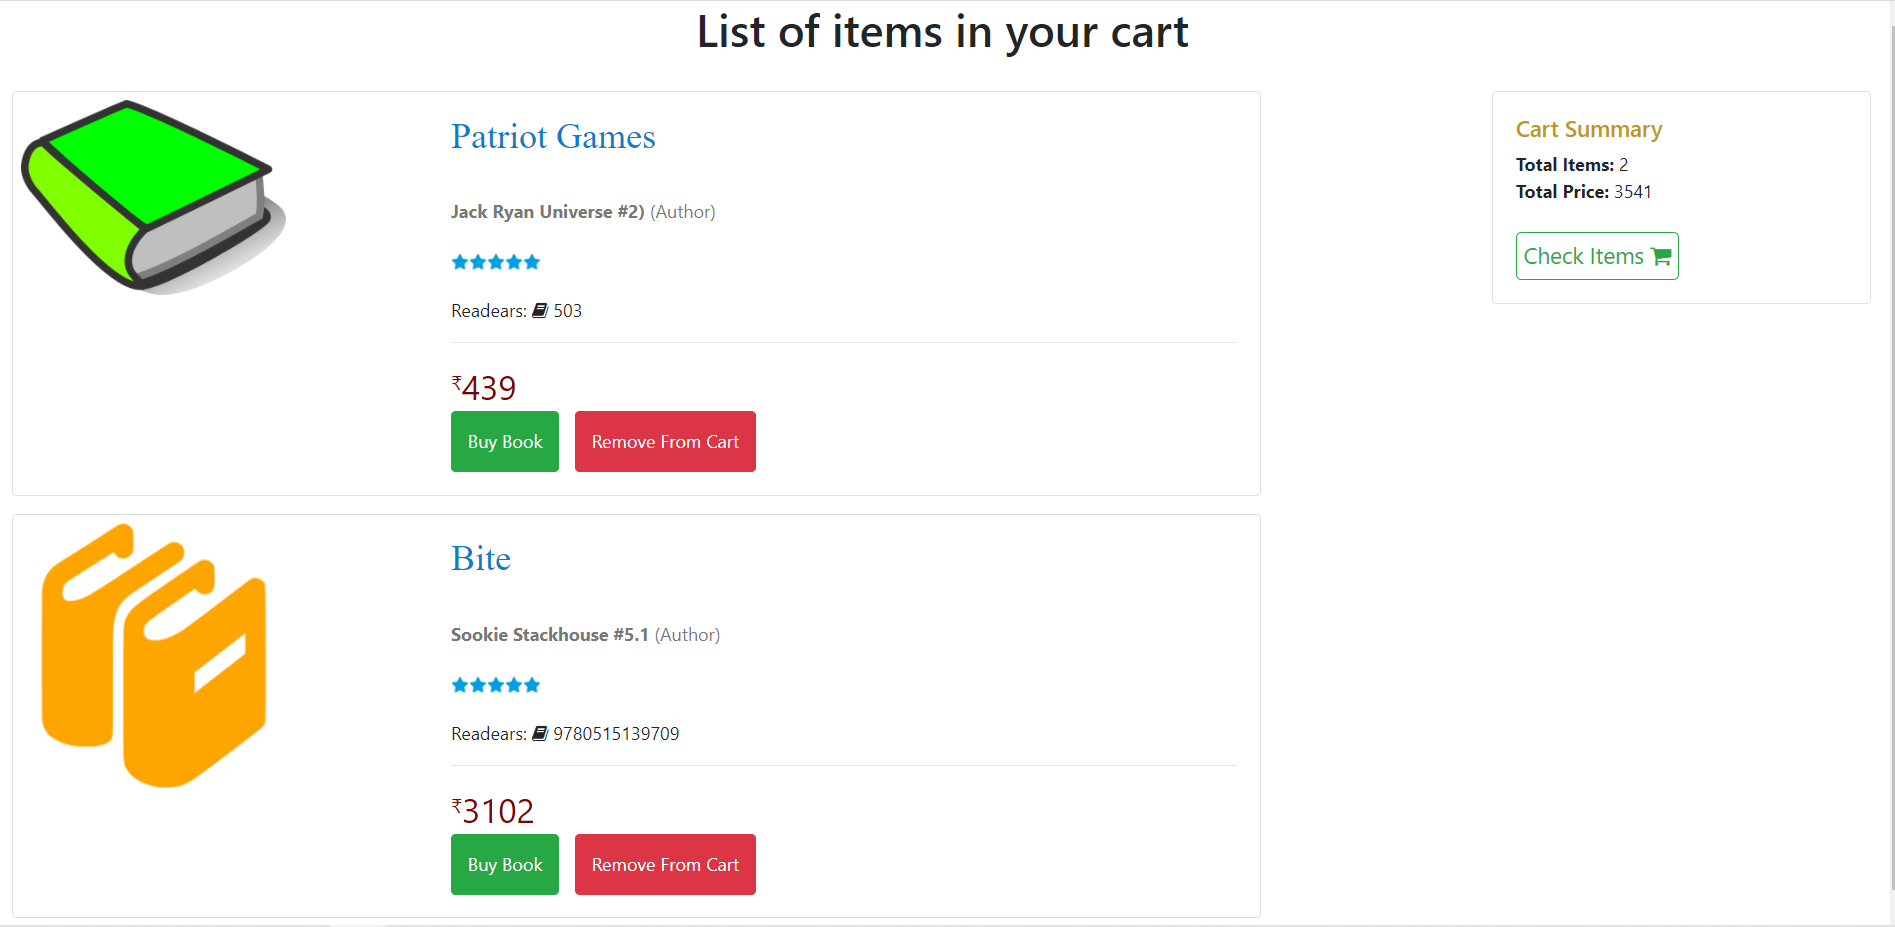 List of items in your cart
Patriot Games
Jack Ryan Universe #2) (Author)
Readears: 503
₹439
Buy Book Remove From Cart
Bite
Sookie Stackhouse #5.1 (Author)
Readears: 9780515139709
₹3102
Buy Book Remove From Cart
Cart Summary
Total Items: 2
Total Price: 3541
Check Items